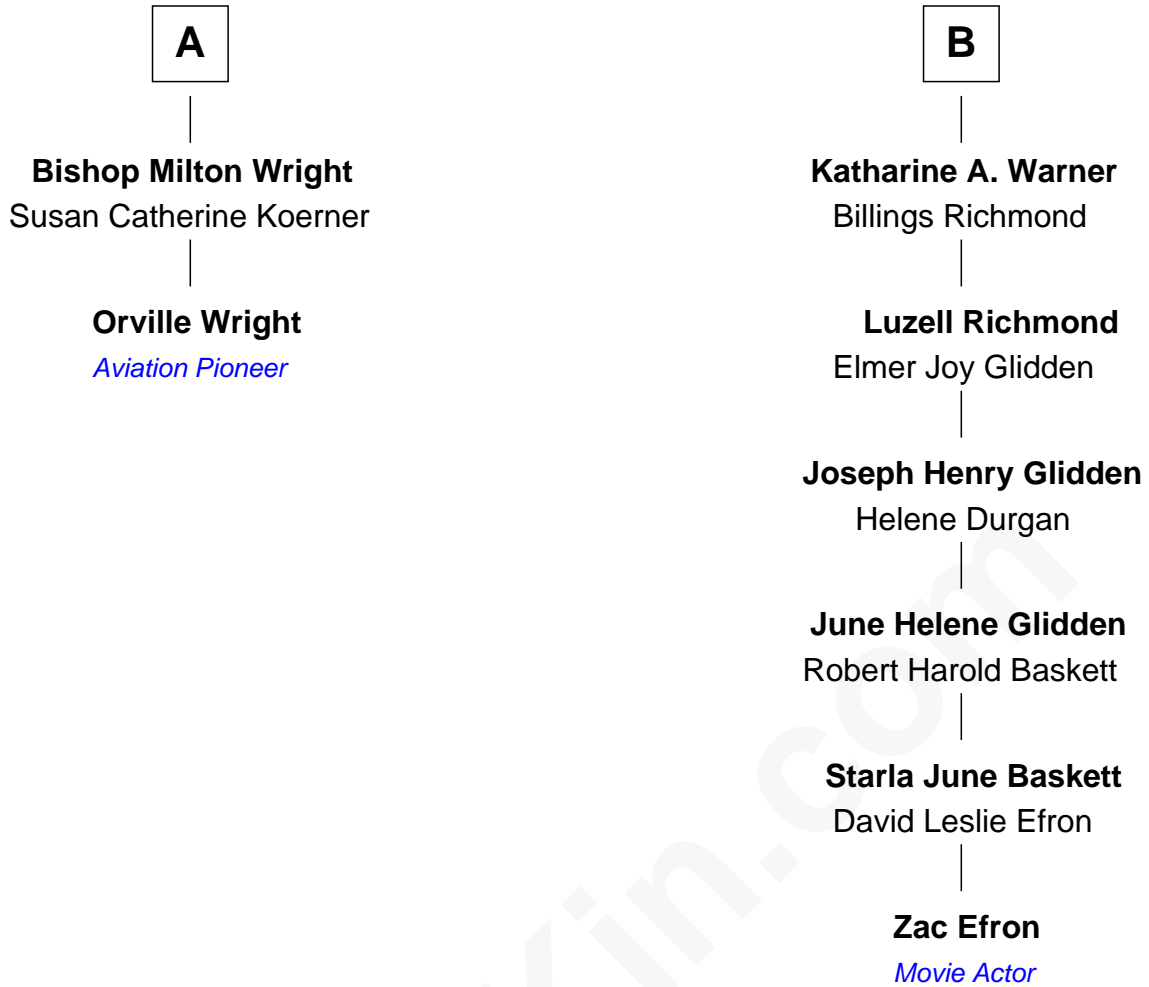 A
Bishop Milton Wright
Susan Catherine Koerner
Orville Wright
Aviation Pioneer
B
Katharine A. Warner
Billings Richmond
Luzell Richmond
Elmer Joy Glidden
Joseph Henry Glidden
Helene Durgan
June Helene Glidden
Robert Harold Baskett
Starla June Baskett
David Leslie Efron
Zac Efron
Movie Actor
Kin.com